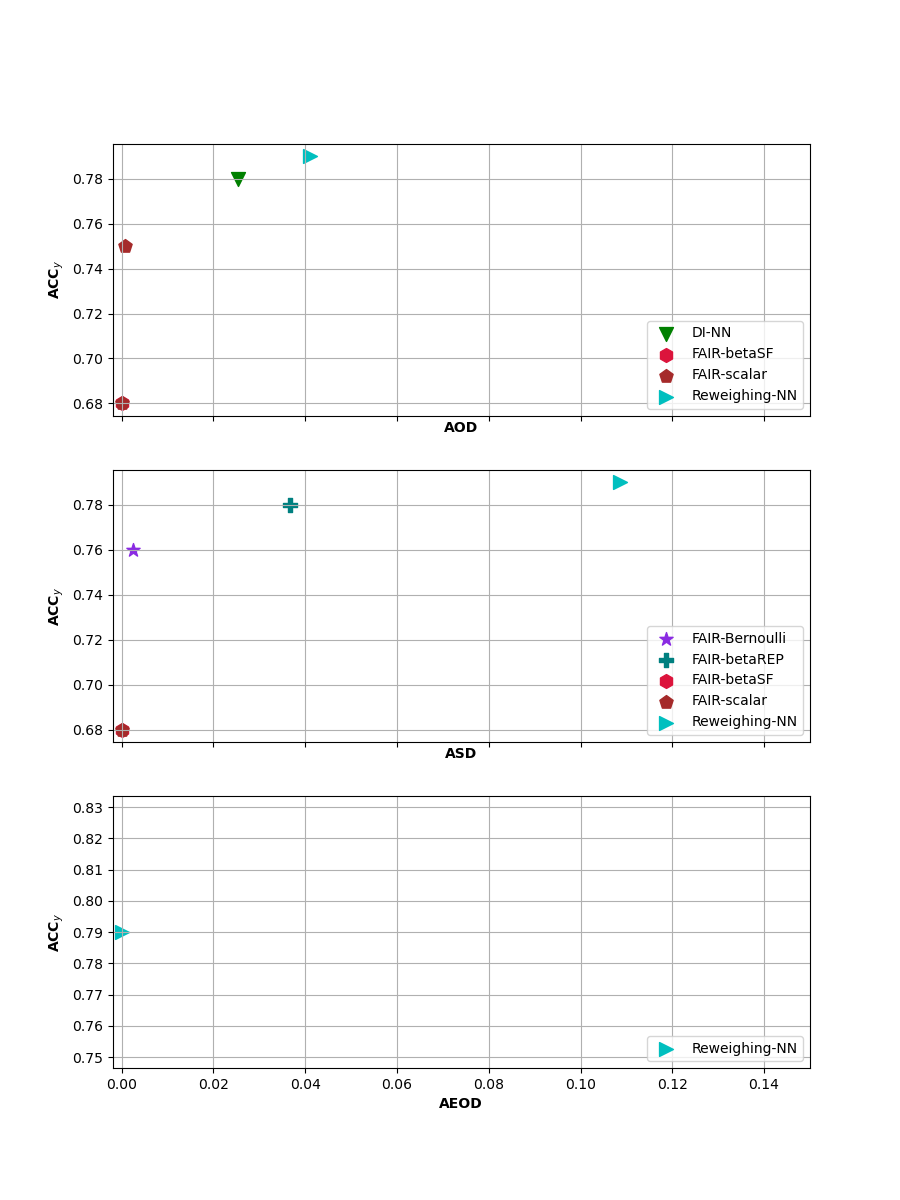 0.78
0.76
0.74
0.72
0.70
0.68
ACCy
DI-NN
FAIR-betaSF
FAIR-scalar
Reweighing-NN
AOD
0.78
0.76
0.74
0.72
0.70
0.68
ACCy
FAIR-Bernoulli
FAIR-betaREP
FAIR-betaSF
FAIR-scalar
Reweighing-NN
ASD
0.83
0.82
0.81
0.80
0.79
0.78
0.77
0.76
0.75
ACCy
Reweighing-NN
0.00 0.02 0.04 0.06 0.08 0.10 0.12 0.14
AEOD